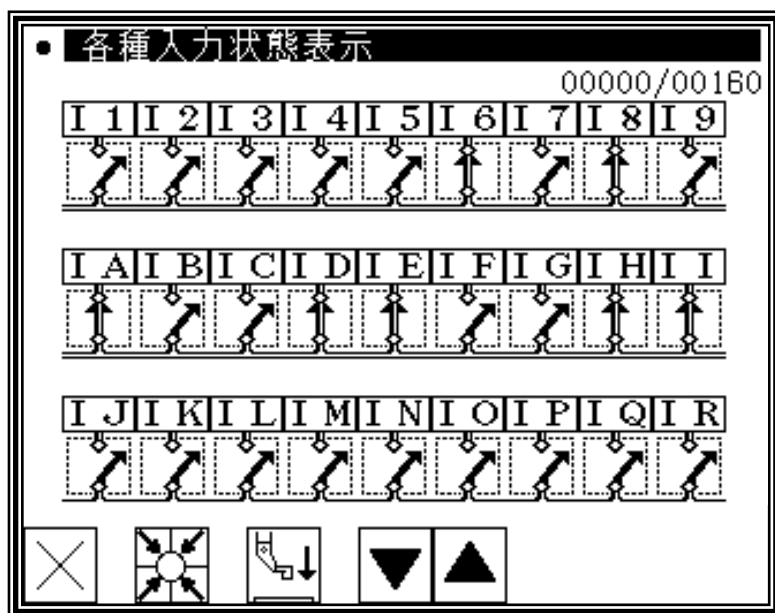 各種入力状態表示
00000/00160
I 1 I 2 I 3 I 4 I 5 I 6 I 7 I 8 I 9
I A I B I C I D I E I F I G I H I I
I J I K I L I M I N I O I P I Q I R